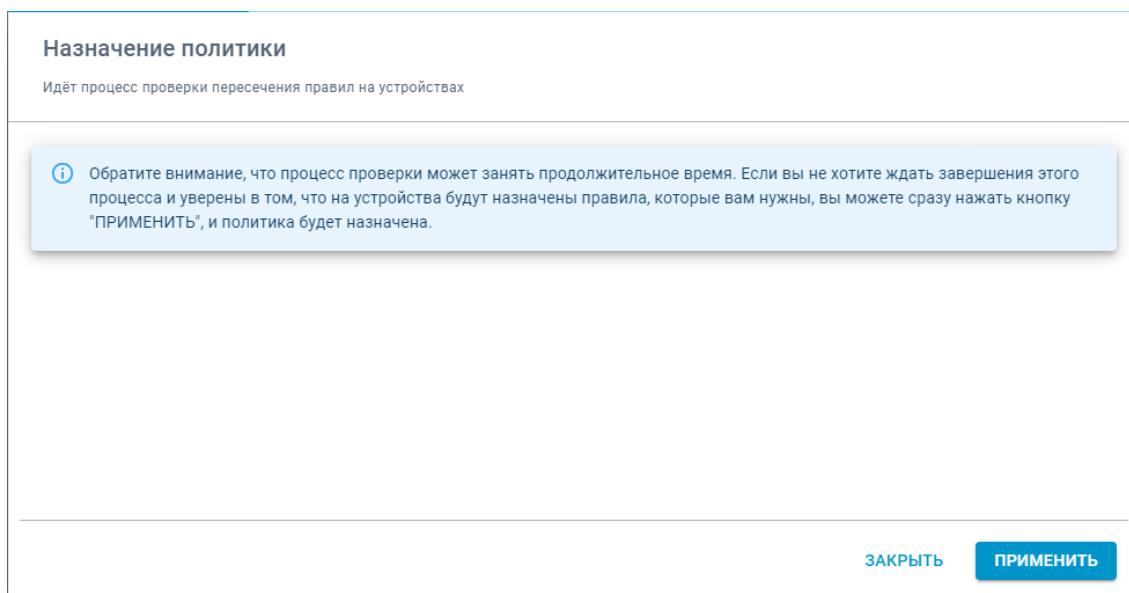 Назначение политики
Идёт процесс проверки пересечения правил на устройствах
Обратите внимание, что процесс проверки может занять продолжительное время. Если вы не хотите ждать завершения этого
процесса и уверены в том, что на устройства будут назначены правила, которые вам нужны, вы можете сразу нажать кнопку
"ПРИМЕНИТЬ", и политика будет назначена.
ЗАКРЫТЬ ПРИМЕНИТЬ